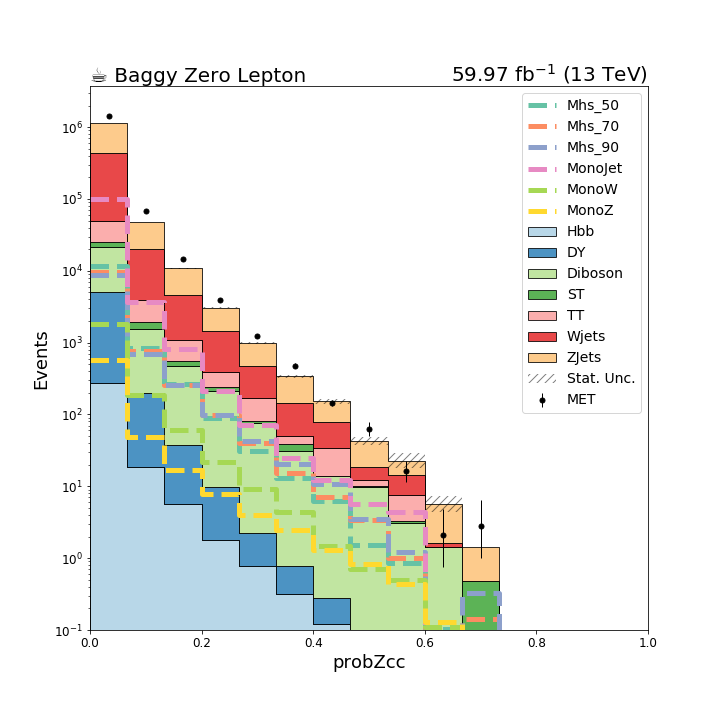 ☕ Baggy Zero Lepton
59.97 fb⁻¹ (13 TeV)
Mhs_50
Mhs_70
Mhs_90
MonoJet
MonoW
MonoZ
Hbb
DY
Diboson
ST
TT
Wjets
ZJets
Stat. Unc.
MET
Events
10⁶
10⁵
10⁴
10³
10²
10¹
10⁰
10⁻¹
0.0 0.2 0.4 0.6 0.8 1.0
probZcc